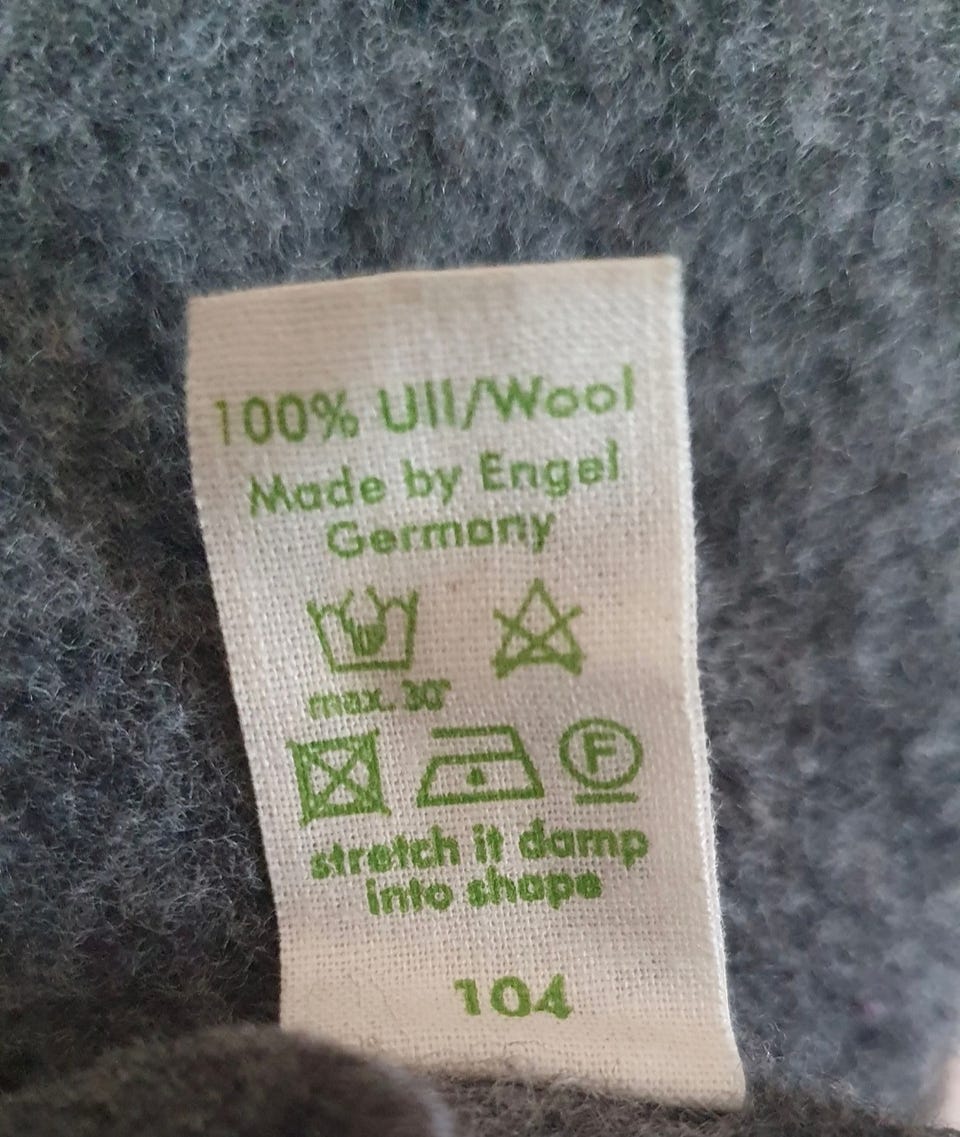 100% Ull/Wool
Made by Engel
Germany
max. 30°
F
stretch it damp
into shape
104